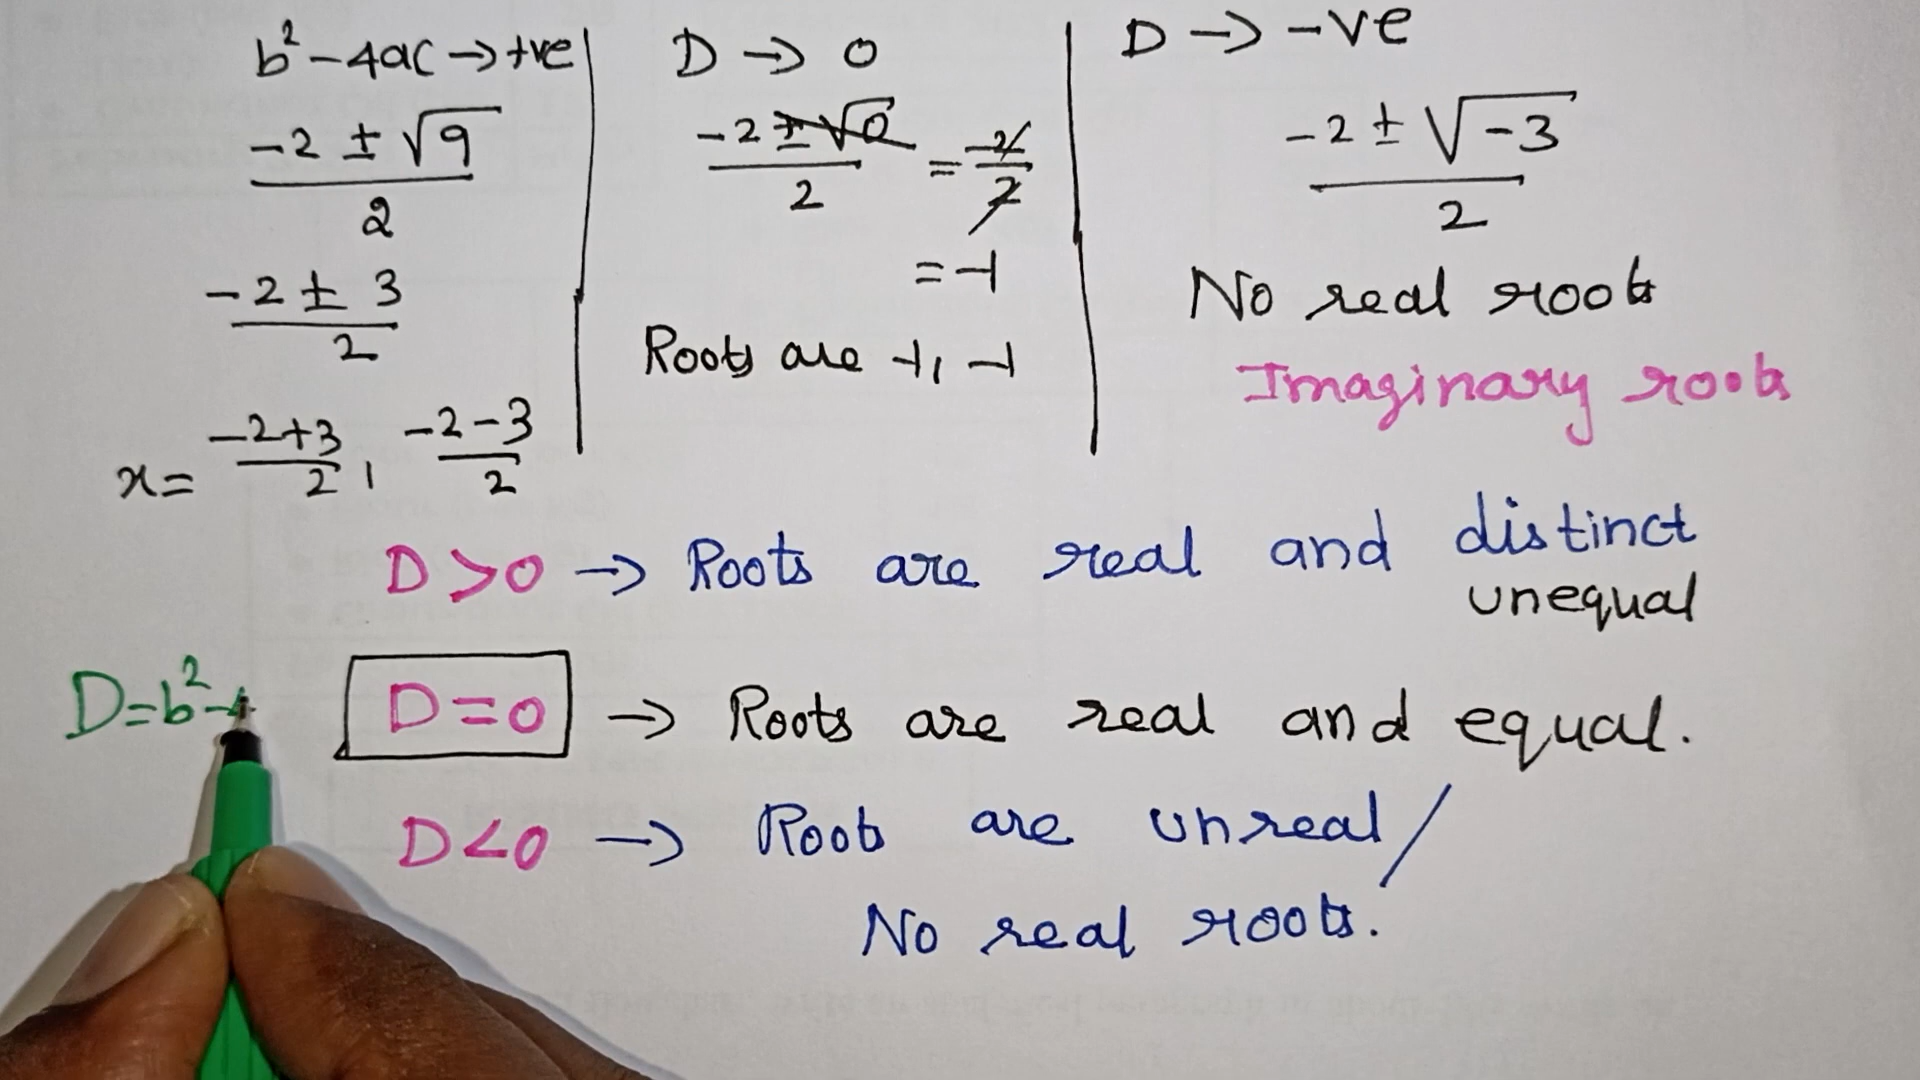 b²-4ac → +ve
-2 ± √9
2
-2 ± 3
2
x = -2+3 / 2 , -2-3 / 2
D → 0
-2 ± √0 / 2 = -2 / 2
= -1
Roots are -1, -1
D → -ve
-2 ± √-3
2
No real roots
Imaginary roots
D > 0 → Roots are real and distinct
unequal
D = 0 → Roots are real and equal.
D = b² - 4
D < 0 → Roots are unreal /
No real roots.